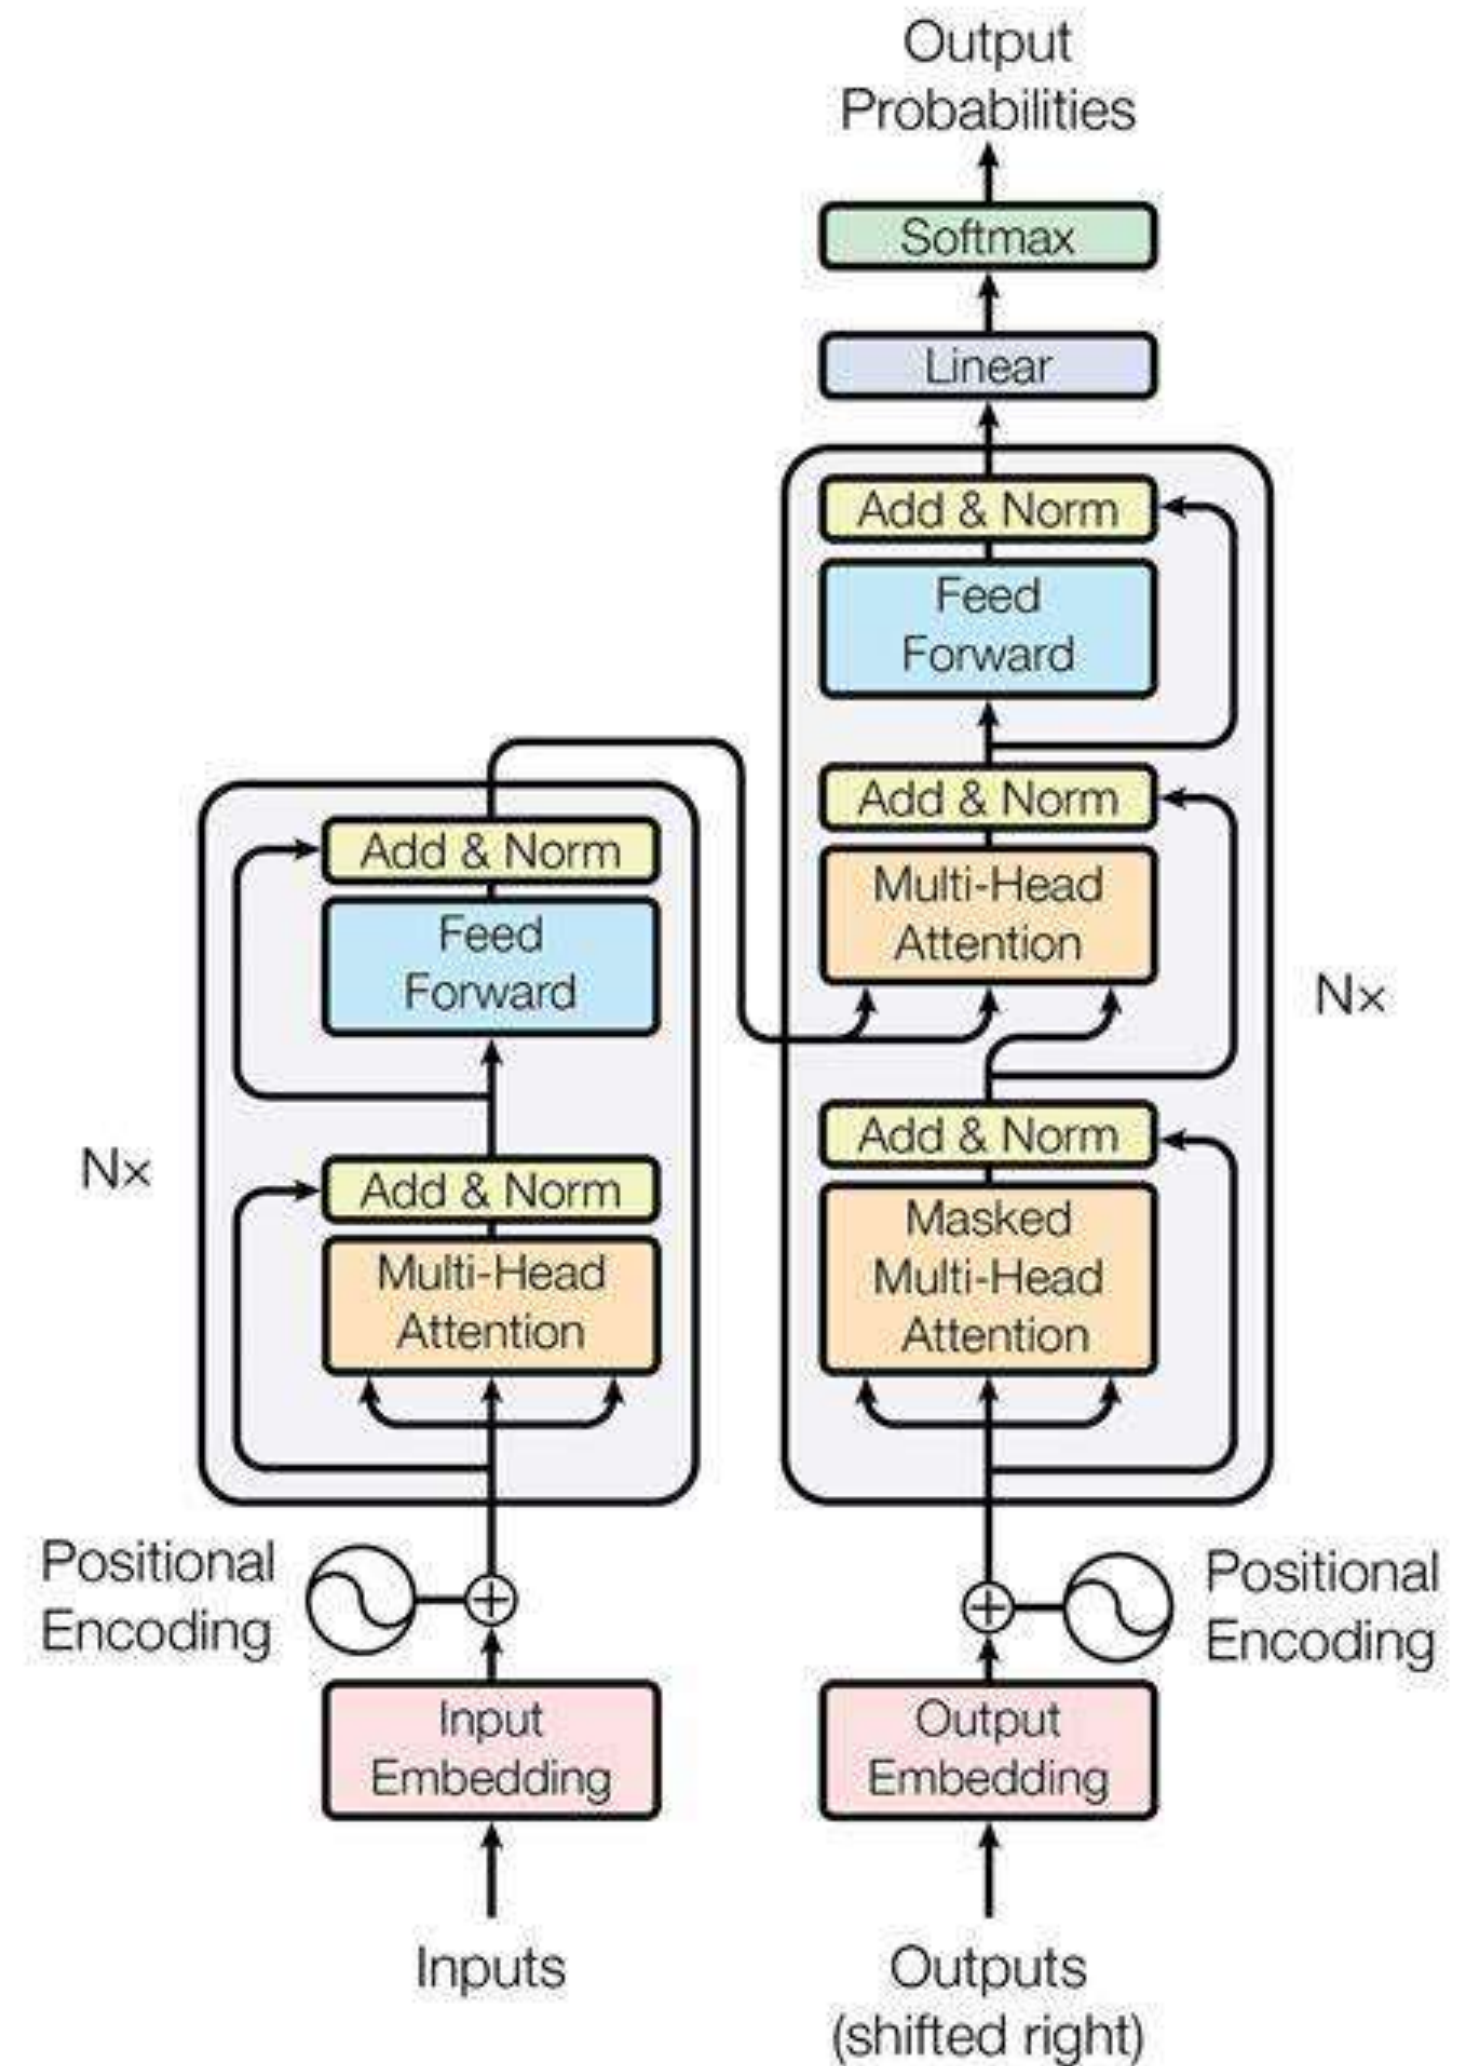 Output
Probabilities
Softmax
Linear
Add & Norm
Feed
Forward
Add & Norm
Multi-Head
Attention
Add & Norm
Masked
Multi-Head
Attention
Nx
Add & Norm
Feed
Forward
Add & Norm
Multi-Head
Attention
Nx
Positional
Encoding
Positional
Encoding
Input
Embedding
Output
Embedding
Inputs
Outputs
(shifted right)